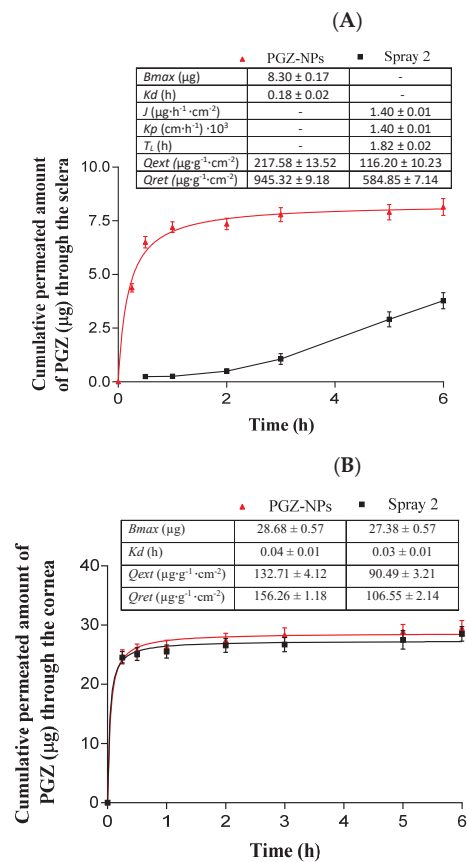 (A)
PGZ-NPs Spray 2
Bmax (µg) 8.30 ± 0.17 -
Kd (h) 0.18 ± 0.02 -
J (µg·h⁻¹·cm⁻²) - 1.40 ± 0.01
Kp (cm·h⁻¹) ·10³ - 1.40 ± 0.01
TL (h) - 1.82 ± 0.02
Qext (µg·g⁻¹·cm⁻²) 217.58 ± 13.52 116.20 ± 10.23
Qret (µg·g⁻¹·cm⁻²) 945.32 ± 9.18 584.85 ± 7.14
Cumulative permeated amount
of PGZ (µg) through the sclera
10.0
7.5
5.0
2.5
0.0
0 2 4 6
Time (h)
(B)
PGZ-NPs Spray 2
Bmax (µg) 28.68 ± 0.57 27.38 ± 0.57
Kd (h) 0.04 ± 0.01 0.03 ± 0.01
Qext (µg·g⁻¹·cm⁻²) 132.71 ± 4.12 90.49 ± 3.21
Qret (µg·g⁻¹·cm⁻²) 156.26 ± 1.18 106.55 ± 2.14
Cumulative permeated amount of
PGZ (µg) through the cornea
40
30
20
10
0
0 1 2 3 4 5 6
Time (h)